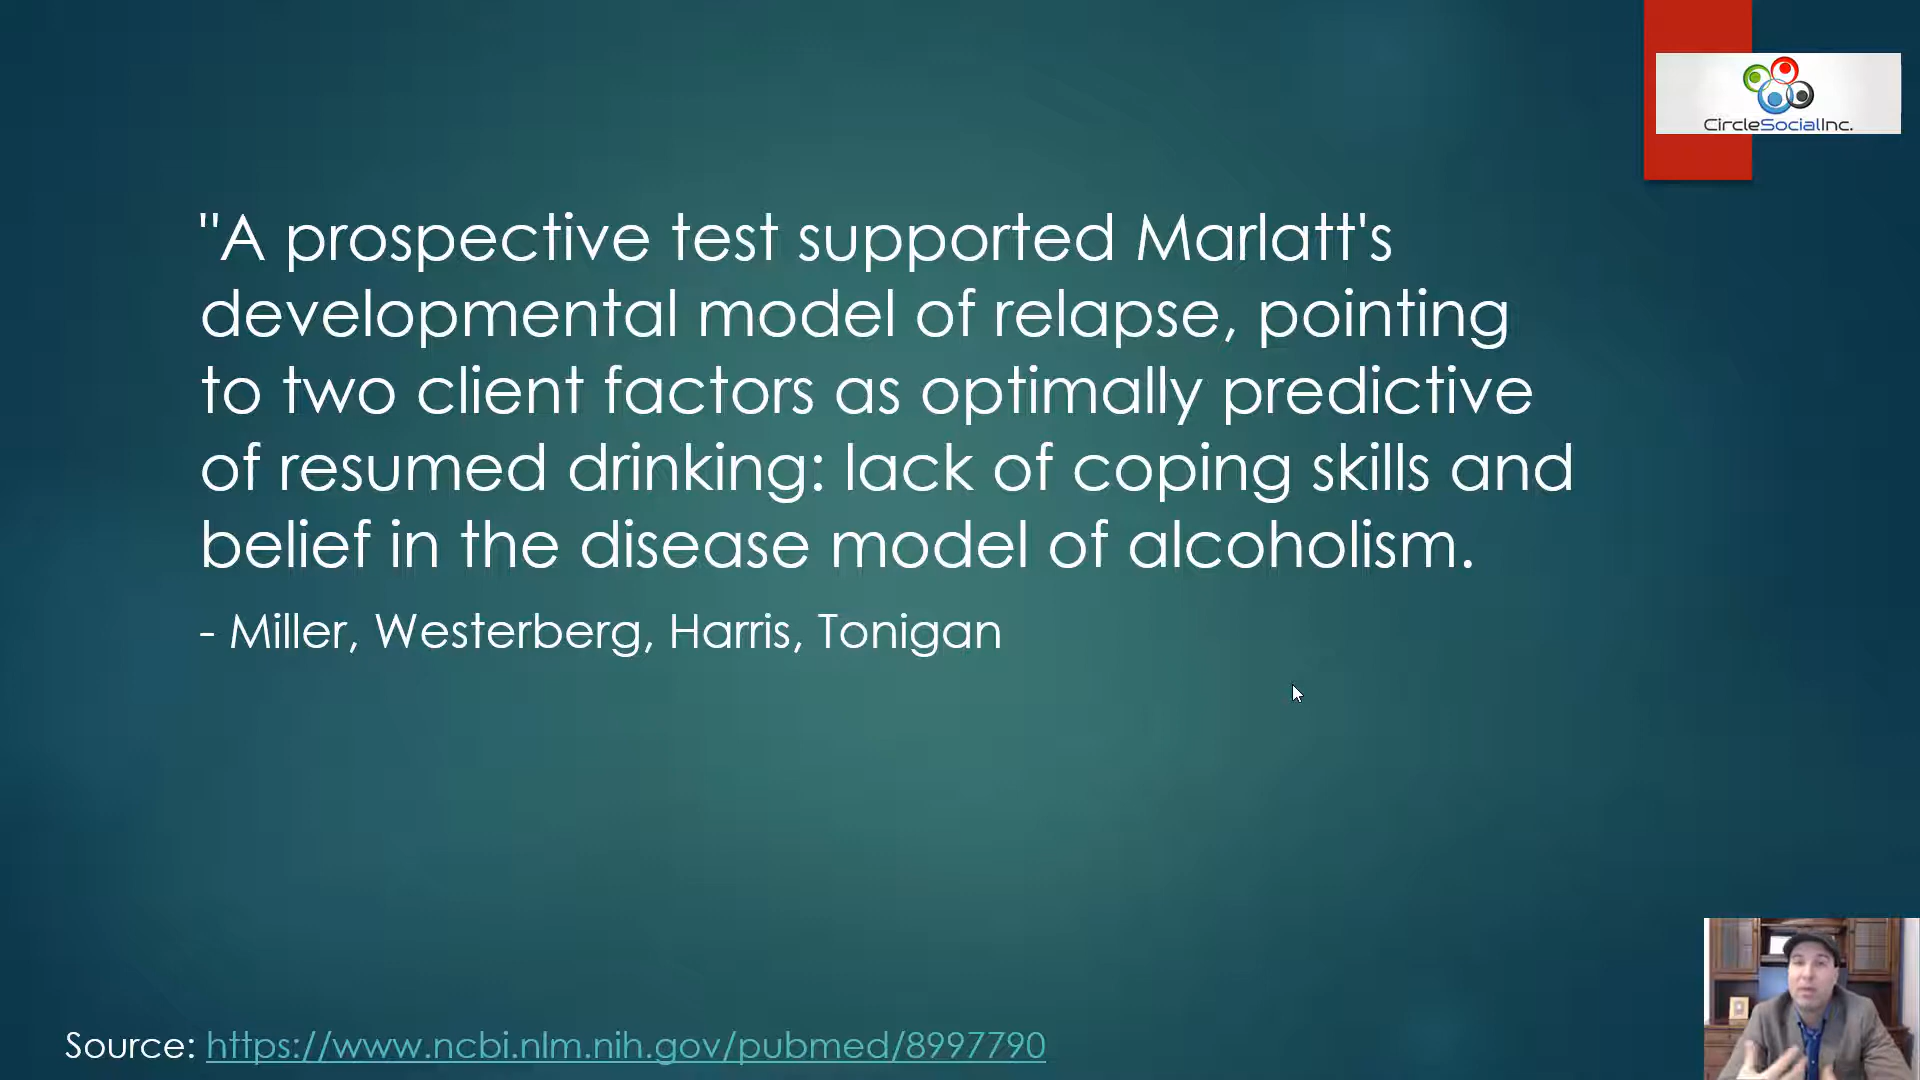 CircleSocialInc.
"A prospective test supported Marlatt's
developmental model of relapse, pointing
to two client factors as optimally predictive
of resumed drinking: lack of coping skills and
belief in the disease model of alcoholism.
- Miller, Westerberg, Harris, Tonigan
Source: https://www.ncbi.nlm.nih.gov/pubmed/8997790